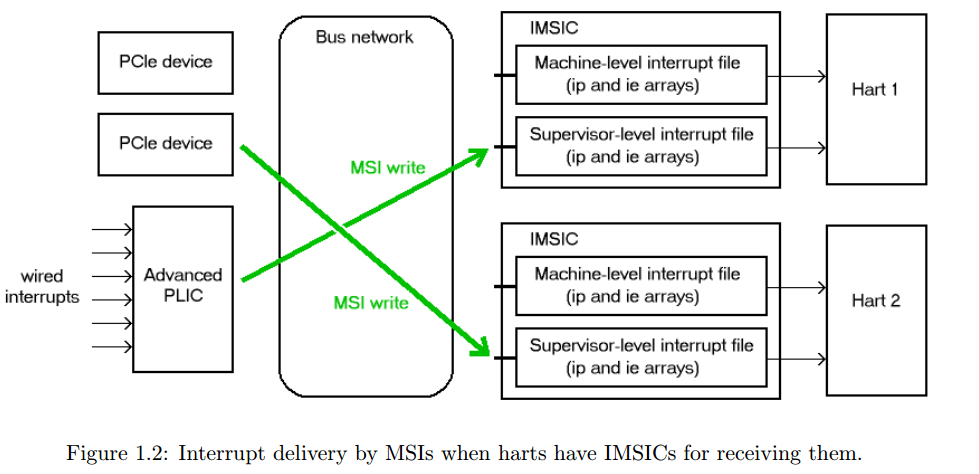 PCIe device
PCIe device
wired
interrupts
Advanced
PLIC
Bus network
MSI write
MSI write
IMSIC
Machine-level interrupt file
(ip and ie arrays)
Supervisor-level interrupt file
(ip and ie arrays)
Hart 1
IMSIC
Machine-level interrupt file
(ip and ie arrays)
Supervisor-level interrupt file
(ip and ie arrays)
Hart 2
Figure 1.2: Interrupt delivery by MSIs when harts have IMSICs for receiving them.